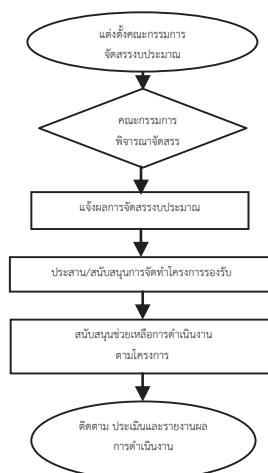 แต่งตั้งคณะกรรมการ
จัดสรรงบประมาณ
คณะกรรมการ
พิจารณาจัดสรร
แจ้งผลการจัดสรรงบประมาณ
ประสาน/สนับสนุนการจัดทำโครงการรองรับ
สนับสนุนช่วยเหลือการดำเนินงาน
ตามโครงการ
ติดตาม ประเมินและรายงานผล
การดำเนินงาน